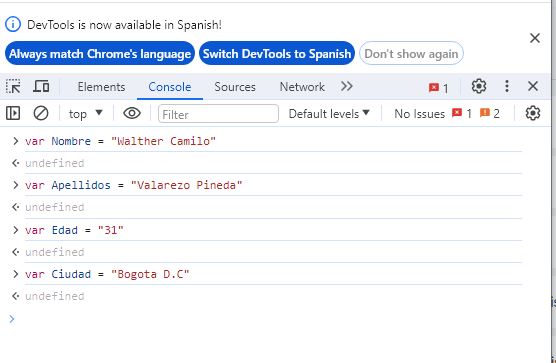 DevTools is now available in Spanish!
Always match Chrome's language Switch DevTools to Spanish Don't show again
Elements Console Sources Network 1
top Filter Default levels No Issues 1 2
var Nombre = "Walther Camilo"
undefined
var Apellidos = "Valarezo Pineda"
undefined
var Edad = "31"
undefined
var Ciudad = "Bogota D.C"
undefined